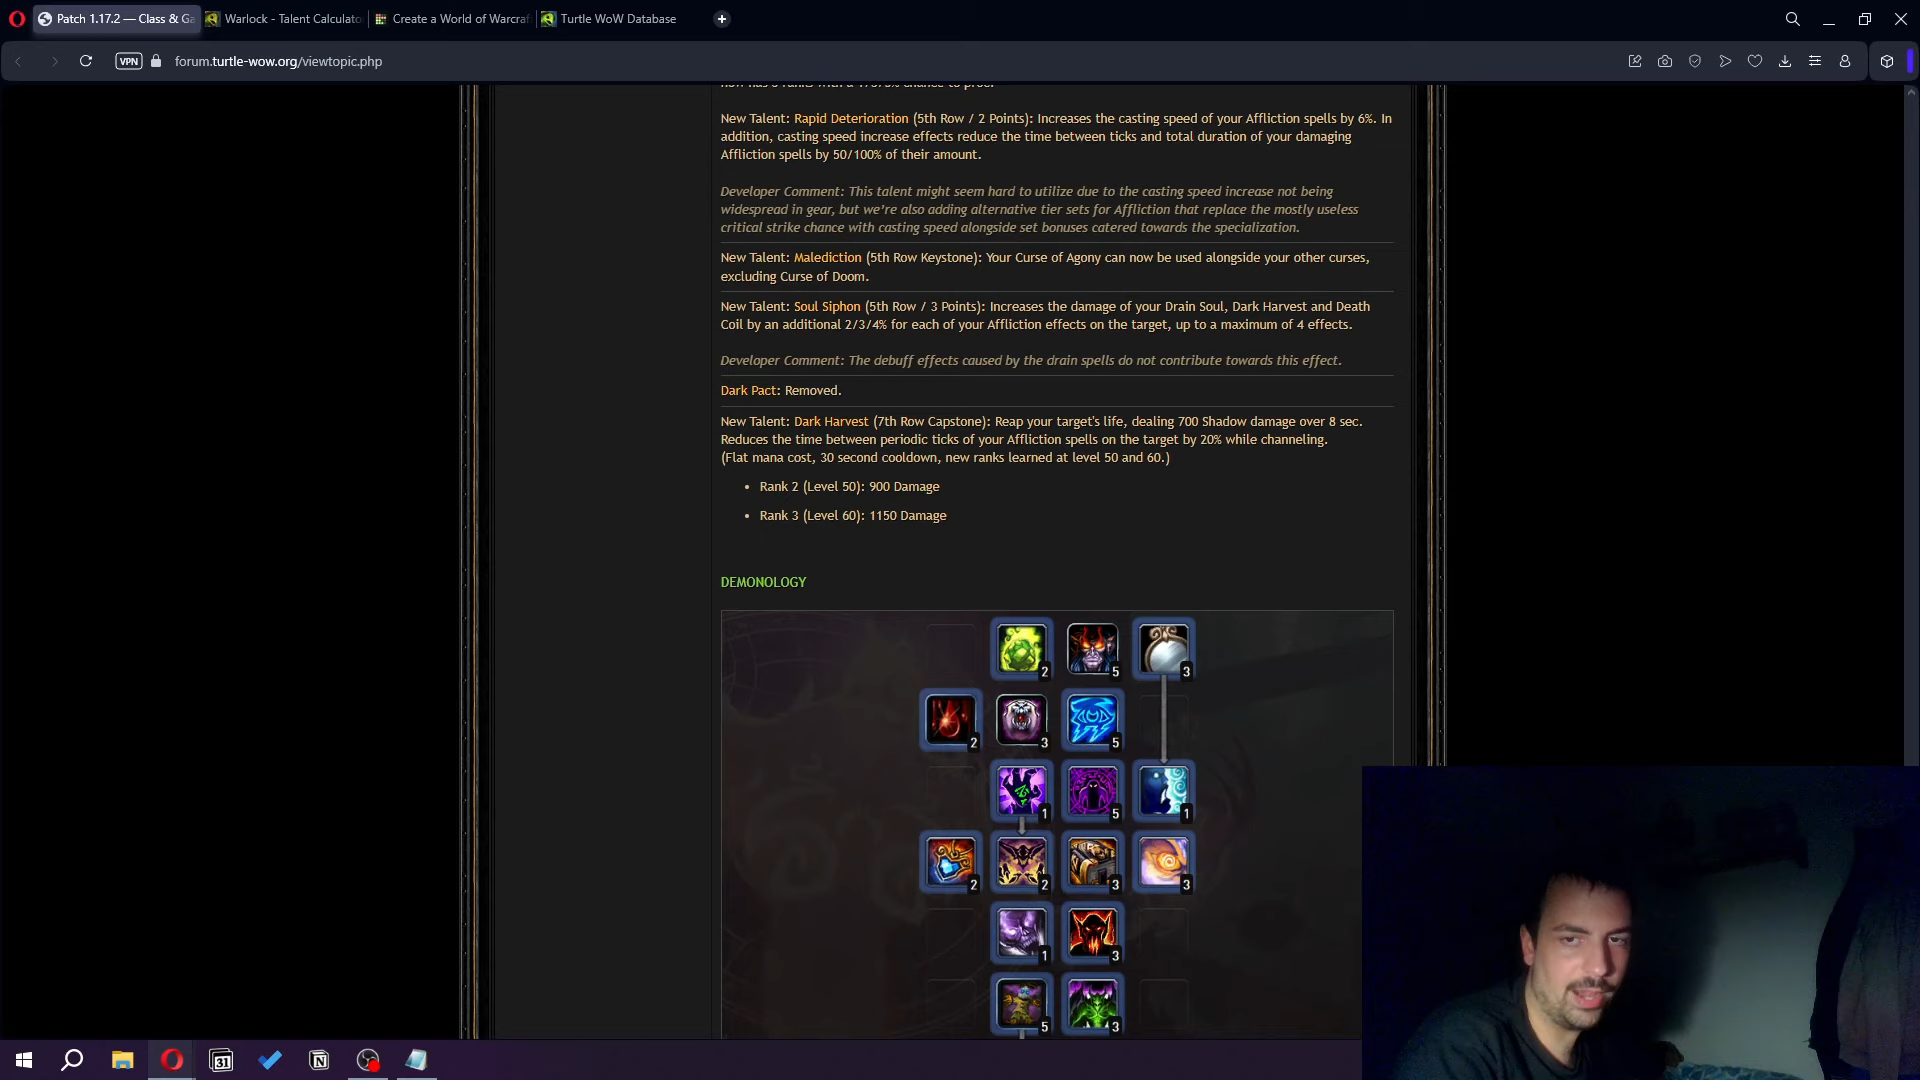 Patch 1.17.2 — Class & Ga
Warlock - Talent Calculato
Create a World of Warcraf
Turtle WoW Database
VPN
forum.turtle-wow.org/viewtopic.php
New Talent: Rapid Deterioration (5th Row / 2 Points): Increases the casting speed of your Affliction spells by 6%. In
addition, casting speed increase effects reduce the time between ticks and total duration of your damaging
Affliction spells by 50/100% of their amount.
Developer Comment: This talent might seem hard to utilize due to the casting speed increase not being
widespread in gear, but we're also adding alternative tier sets for Affliction that replace the mostly useless
critical strike chance with casting speed alongside set bonuses catered towards the specialization.
New Talent: Malediction (5th Row Keystone): Your Curse of Agony can now be used alongside your other curses,
excluding Curse of Doom.
New Talent: Soul Siphon (5th Row / 3 Points): Increases the damage of your Drain Soul, Dark Harvest and Death
Coil by an additional 2/3/4% for each of your Affliction effects on the target, up to a maximum of 4 effects.
Developer Comment: The debuff effects caused by the drain spells do not contribute towards this effect.
Dark Pact: Removed.
New Talent: Dark Harvest (7th Row Capstone): Reap your target's life, dealing 700 Shadow damage over 8 sec.
Reduces the time between periodic ticks of your Affliction spells on the target by 20% while channeling.
(Flat mana cost, 30 second cooldown, new ranks learned at level 50 and 60.)
• Rank 2 (Level 50): 900 Damage
• Rank 3 (Level 60): 1150 Damage
DEMONOLOGY
2 5 3
2 3 5
1 5 1
2 2 3 3
1 3
5 3
31